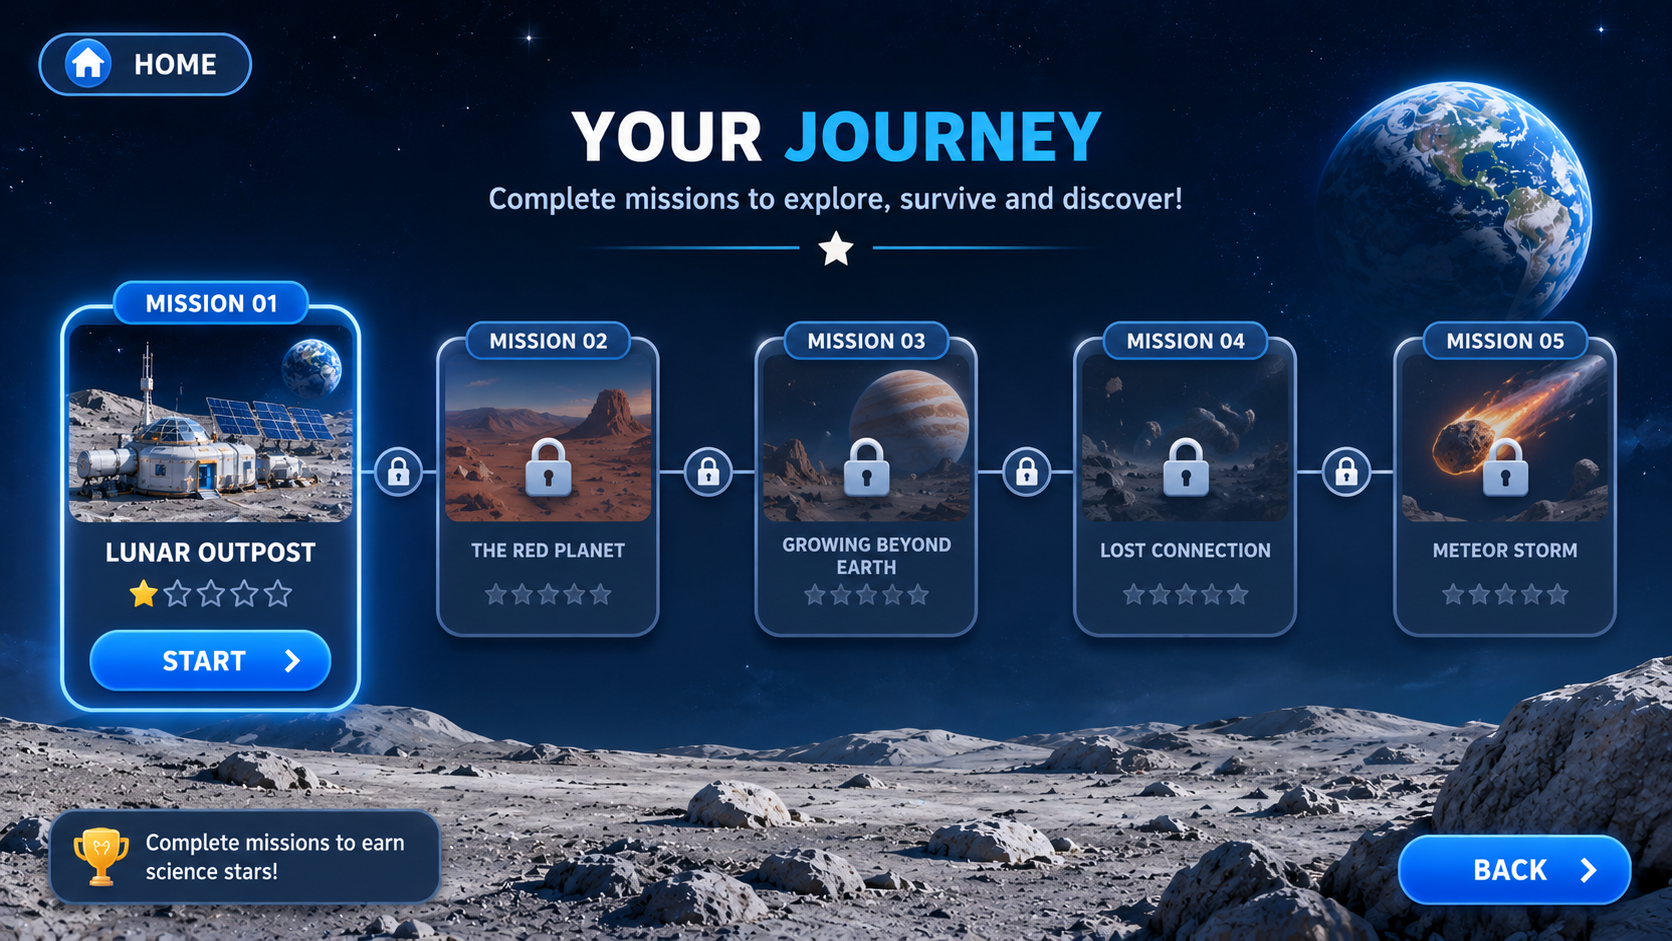 HOME
YOUR JOURNEY
Complete missions to explore, survive and discover!
MISSION 01
MISSION 02
MISSION 03
MISSION 04
MISSION 05
LUNAR OUTPOST
THE RED PLANET
GROWING BEYOND
EARTH
LOST CONNECTION
METEOR STORM
START
Complete missions to earn
science stars!
BACK